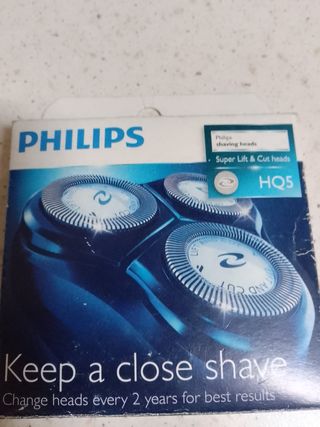 PHILIPS
Philips
shaving heads
Super Lift & Cut heads
HQ5
Keep a close shave
Change heads every 2 years for best results